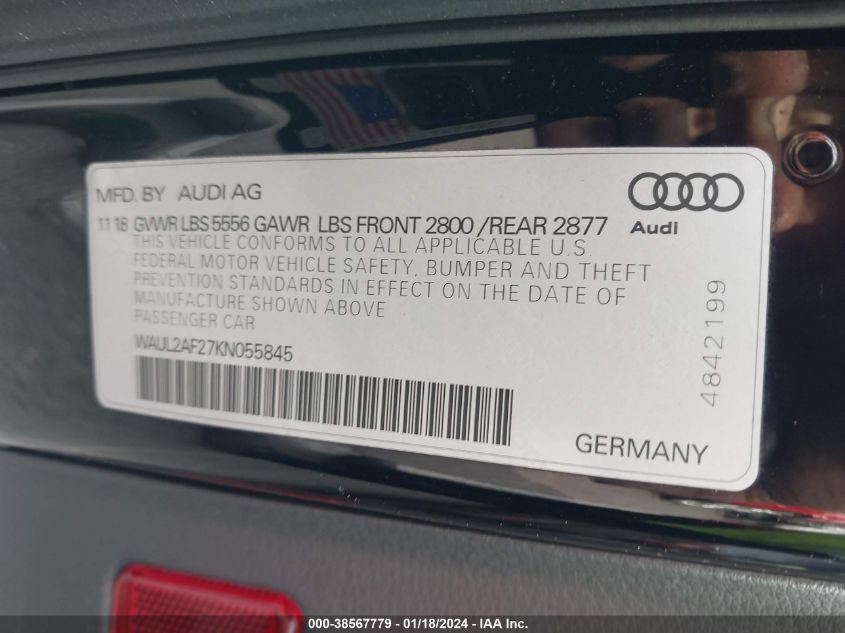 MFD. BY AUDI AG
11 18 GVWR LBS 5556 GAWR LBS FRONT 2800 /REAR 2877
THIS VEHICLE CONFORMS TO ALL APPLICABLE U.S.
FEDERAL MOTOR VEHICLE SAFETY, BUMPER AND THEFT
PREVENTION STANDARDS IN EFFECT ON THE DATE OF
MANUFACTURE SHOWN ABOVE
PASSENGER CAR
WAUL2AF27KN055845
Audi
4842199
GERMANY
000-38567779 - 01/18/2024 - IAA Inc.